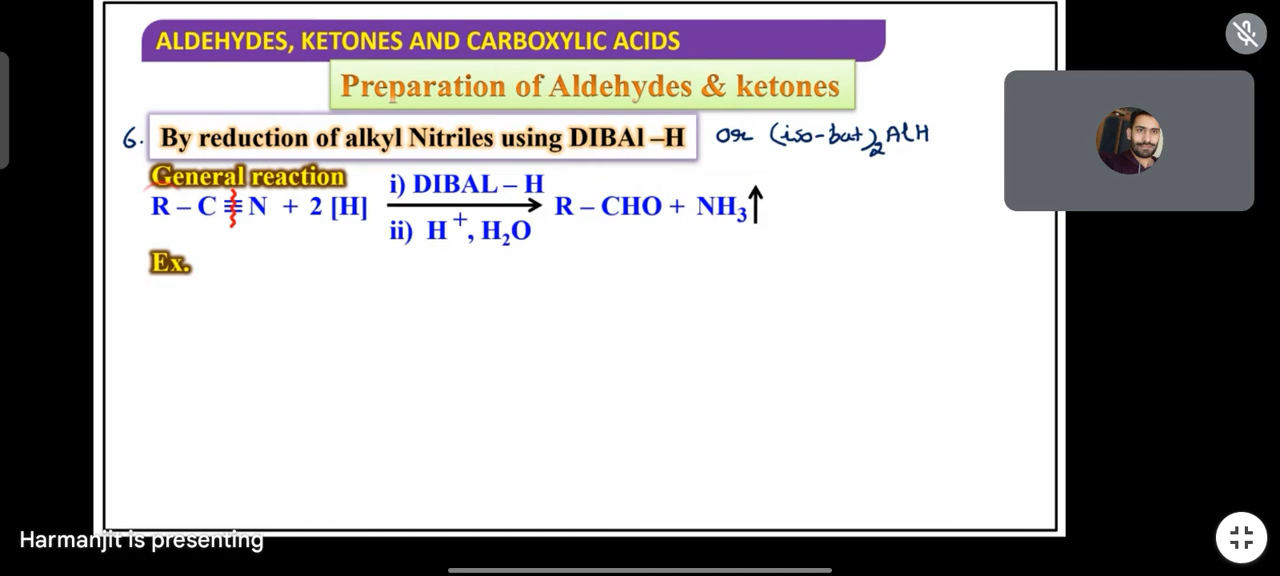 ALDEHYDES, KETONES AND CARBOXYLIC ACIDS
Preparation of Aldehydes & ketones
6. By reduction of alkyl Nitriles using DIBAl –H or (iso-but)₂AlH
General reaction
i) DIBAL – H
R – C ≡ N + 2 [H] → R – CHO + NH₃↑
ii) H⁺, H₂O
Ex.
Harmanjit is presenting